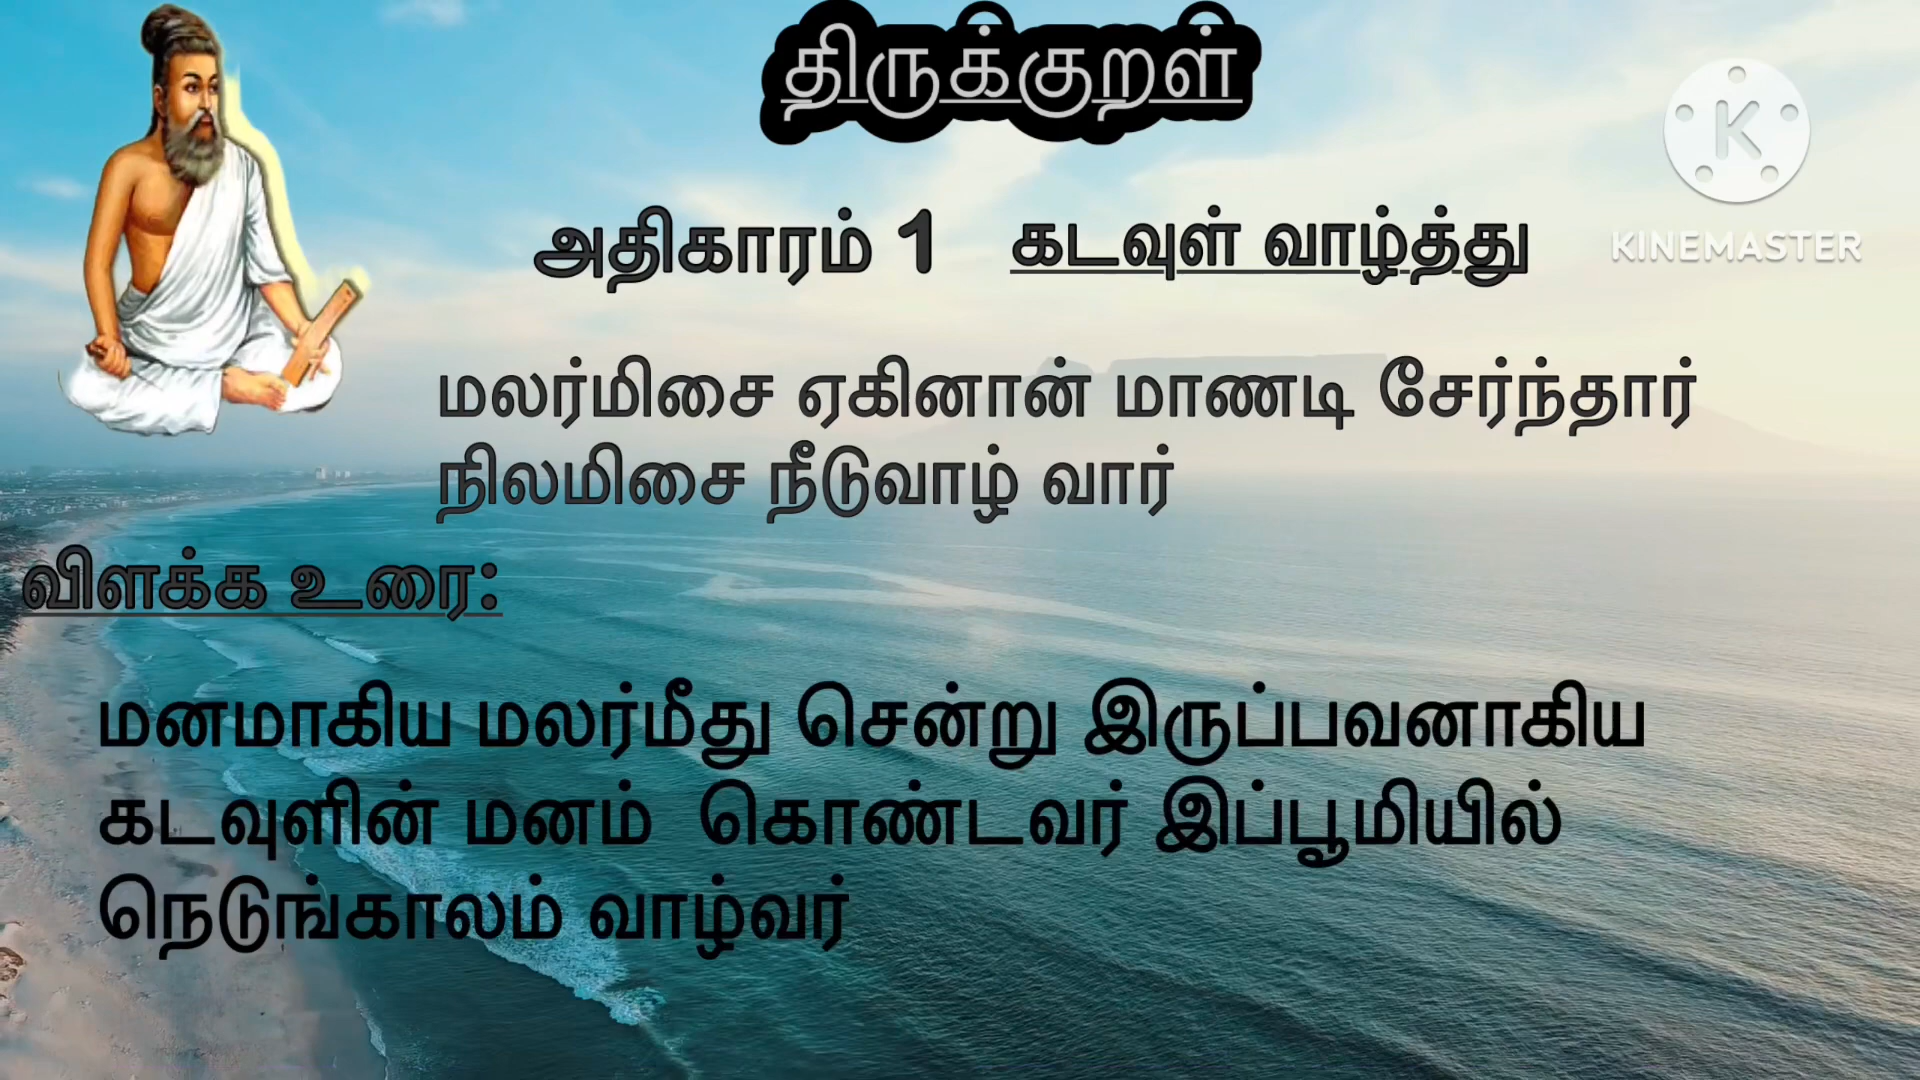 திருக்குறள்
அதிகாரம் 1 கடவுள் வாழ்த்து
KINEMASTER
மலர்மிசை ஏகினான் மாணடி சேர்ந்தார்
நிலமிசை நீடுவாழ் வார்
விளக்க உரை:
மனமாகிய மலர்மீது சென்று இருப்பவனாகிய
கடவுளின் மனம் கொண்டவர் இப்பூமியில்
நெடுங்காலம் வாழ்வர்